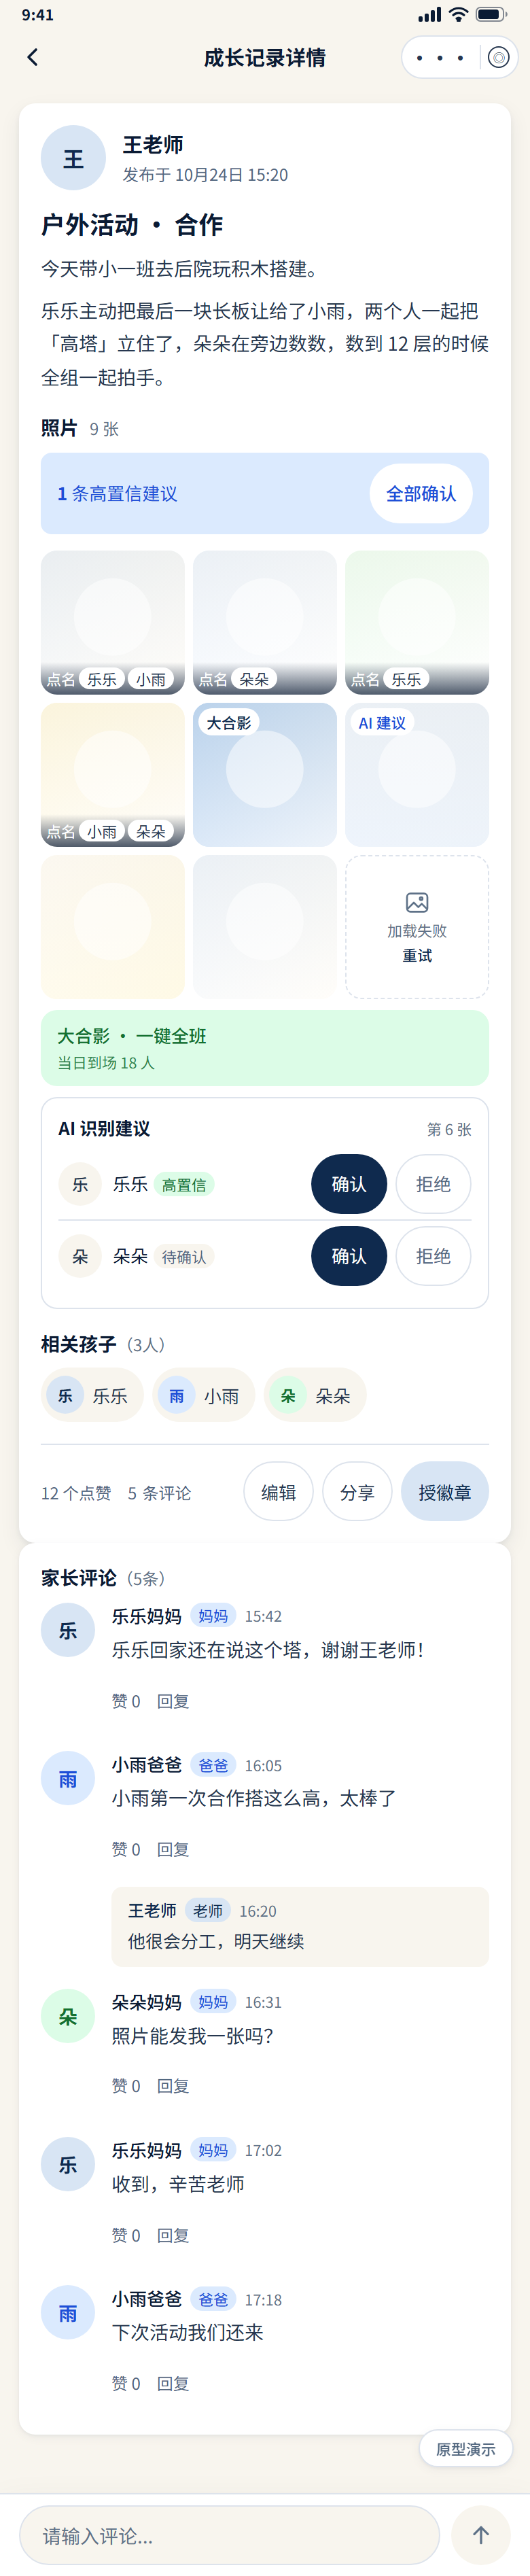 9:41
成长记录详情
王
王老师
发布于 10月24日 15:20
户外活动 · 合作
今天带小一班去后院玩积木搭建。
乐乐主动把最后一块长板让给了小雨，两个人一起把
「高塔」立住了，朵朵在旁边数数，数到 12 层的时候
全组一起拍手。
照片 9 张
1 条高置信建议
全部确认
点名 乐乐 小雨
点名 朵朵
点名 乐乐
点名 小雨 朵朵
大合影
AI 建议
加载失败
重试
大合影 · 一键全班
当日到场 18 人
AI 识别建议
第 6 张
乐 乐乐 高置信 确认 拒绝
朵 朵朵 待确认 确认 拒绝
相关孩子（3人）
乐 乐乐 雨 小雨 朵 朵朵
12 个点赞 5 条评论 编辑 分享 授徽章
家长评论（5条）
乐
乐乐妈妈 妈妈 15:42
乐乐回家还在说这个塔，谢谢王老师！
赞 0 回复
雨
小雨爸爸 爸爸 16:05
小雨第一次合作搭这么高，太棒了
赞 0 回复
王老师 老师 16:20
他很会分工，明天继续
朵
朵朵妈妈 妈妈 16:31
照片能发我一张吗？
赞 0 回复
乐
乐乐妈妈 妈妈 17:02
收到，辛苦老师
赞 0 回复
雨
小雨爸爸 爸爸 17:18
下次活动我们还来
赞 0 回复
原型演示
请输入评论...